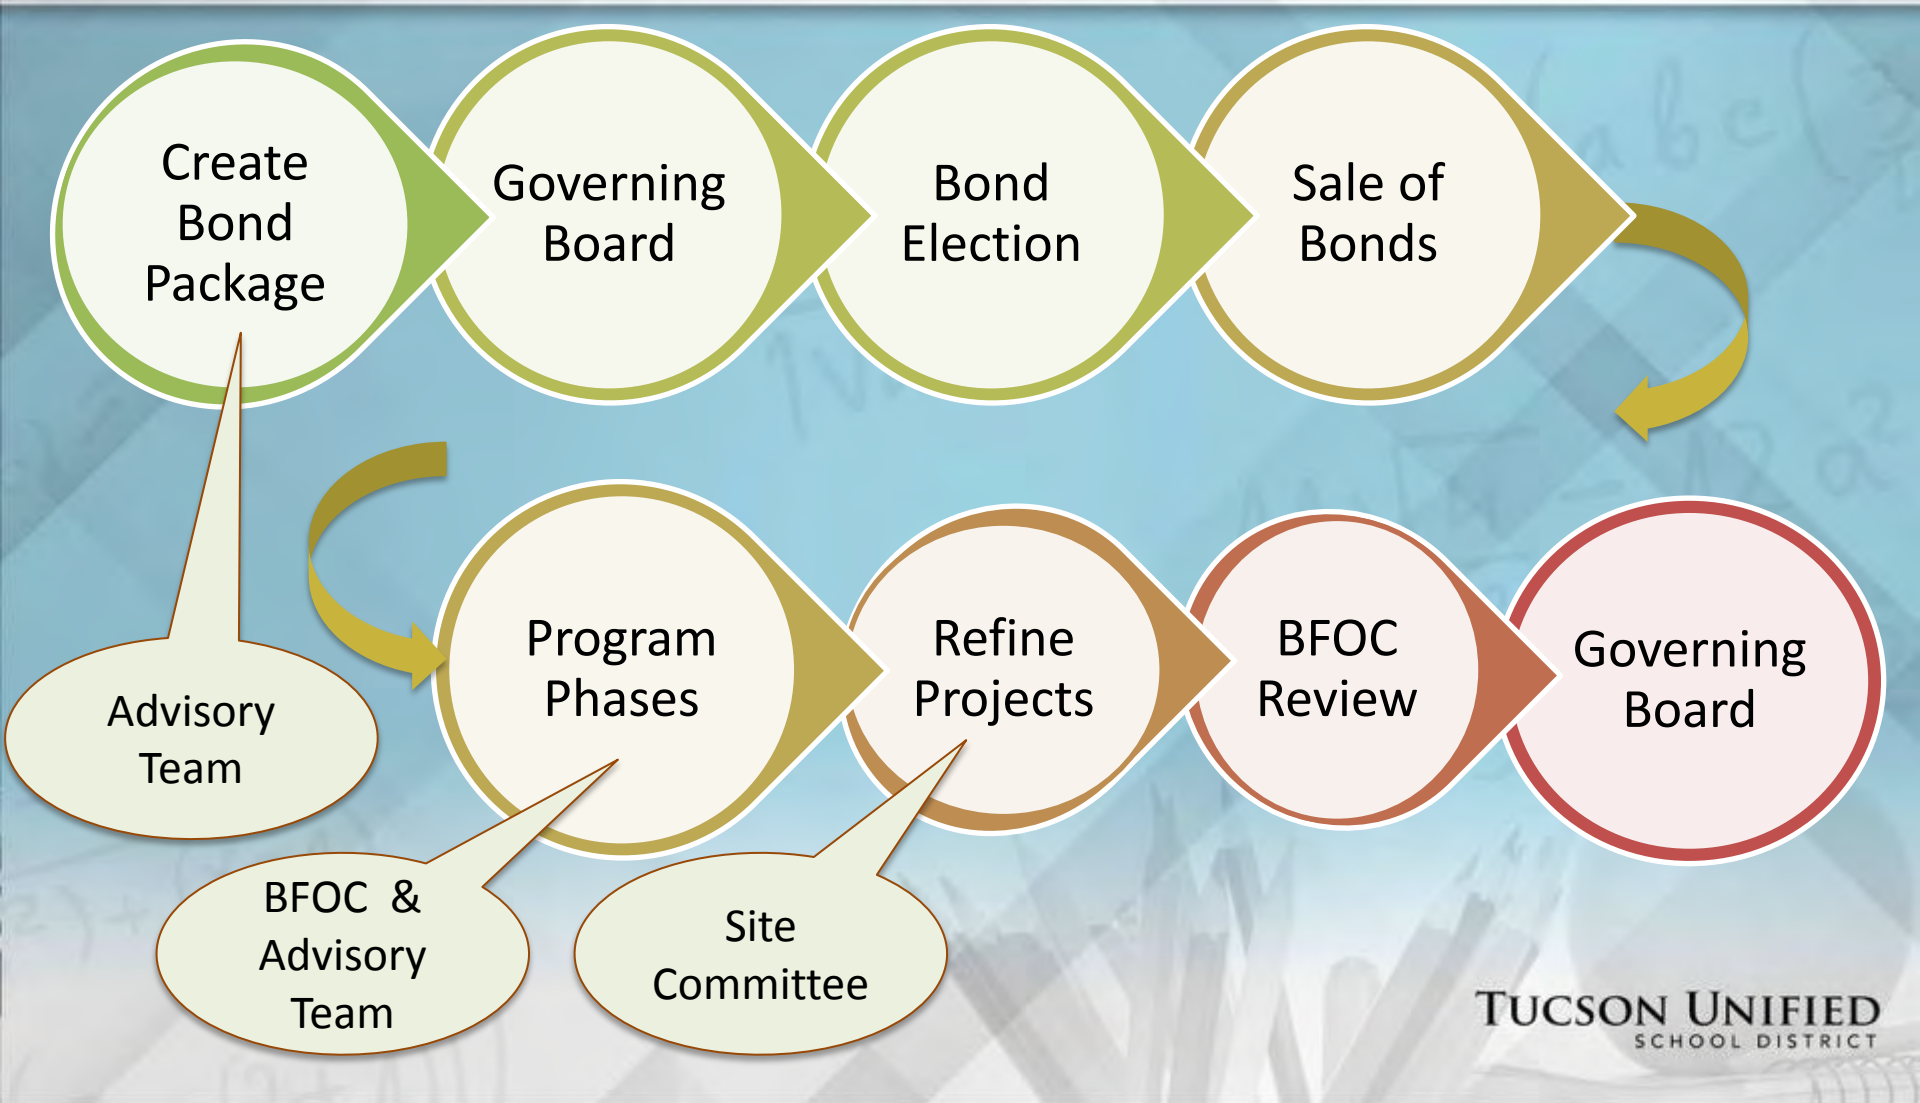 Create
Bond
Package
Governing
Board
Bond
Election
Sale of
Bonds
Program
Phases
Refine
Projects
BFOC
Review
Governing
Board
Advisory
Team
BFOC &
Advisory
Team
Site
Committee
TUCSON UNIFIED
SCHOOL DISTRICT